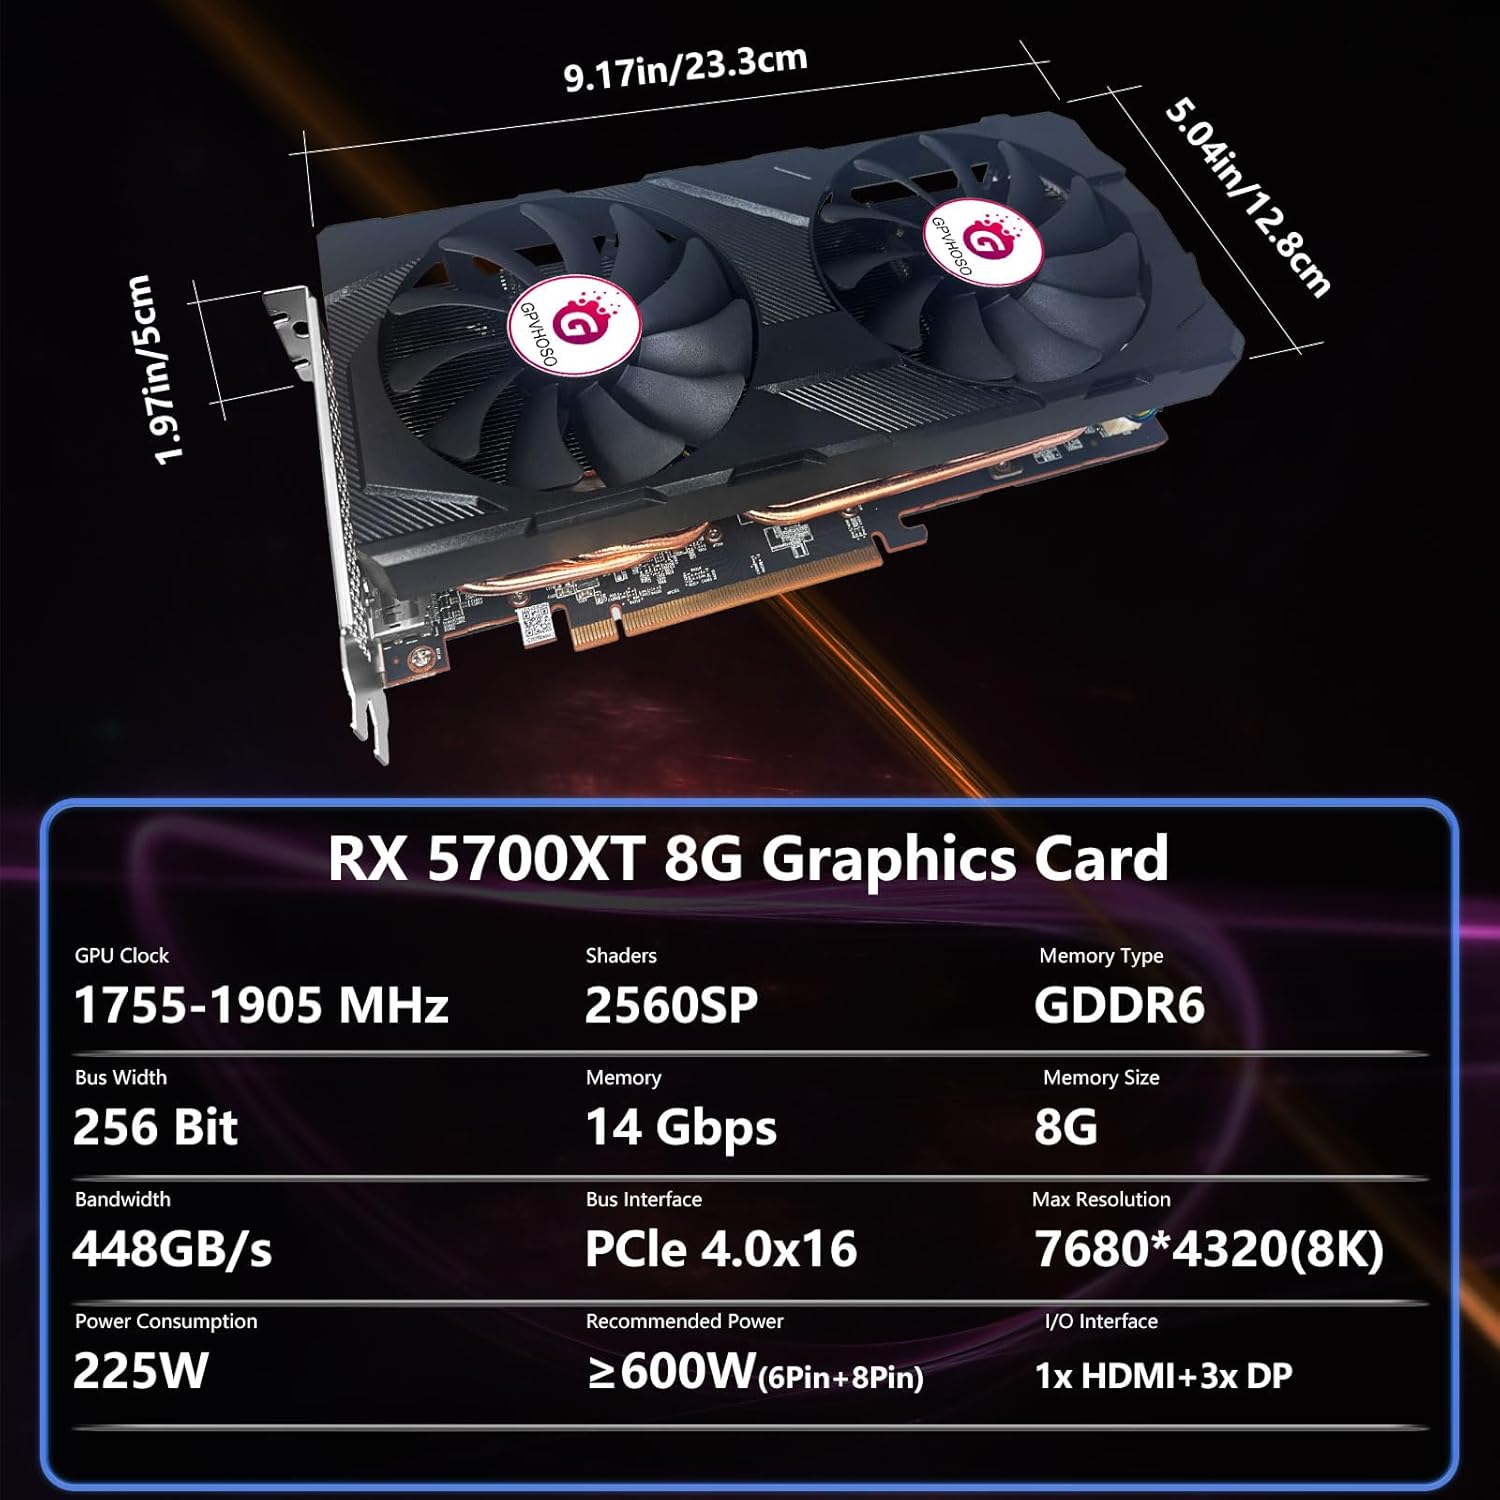 9.17in/23.3cm
5.04in/12.8cm
1.97in/5cm
GPVHOSO
G
GPVHOSO
G
RX 5700XT 8G Graphics Card
GPU Clock
1755-1905 MHz
Shaders
2560SP
Memory Type
GDDR6
Bus Width
256 Bit
Memory
14 Gbps
Memory Size
8G
Bandwidth
448GB/s
Bus Interface
PCle 4.0x16
Max Resolution
7680*4320(8K)
Power Consumption
225W
Recommended Power
≥600W(6Pin+8Pin)
I/O Interface
1x HDMI+3x DP